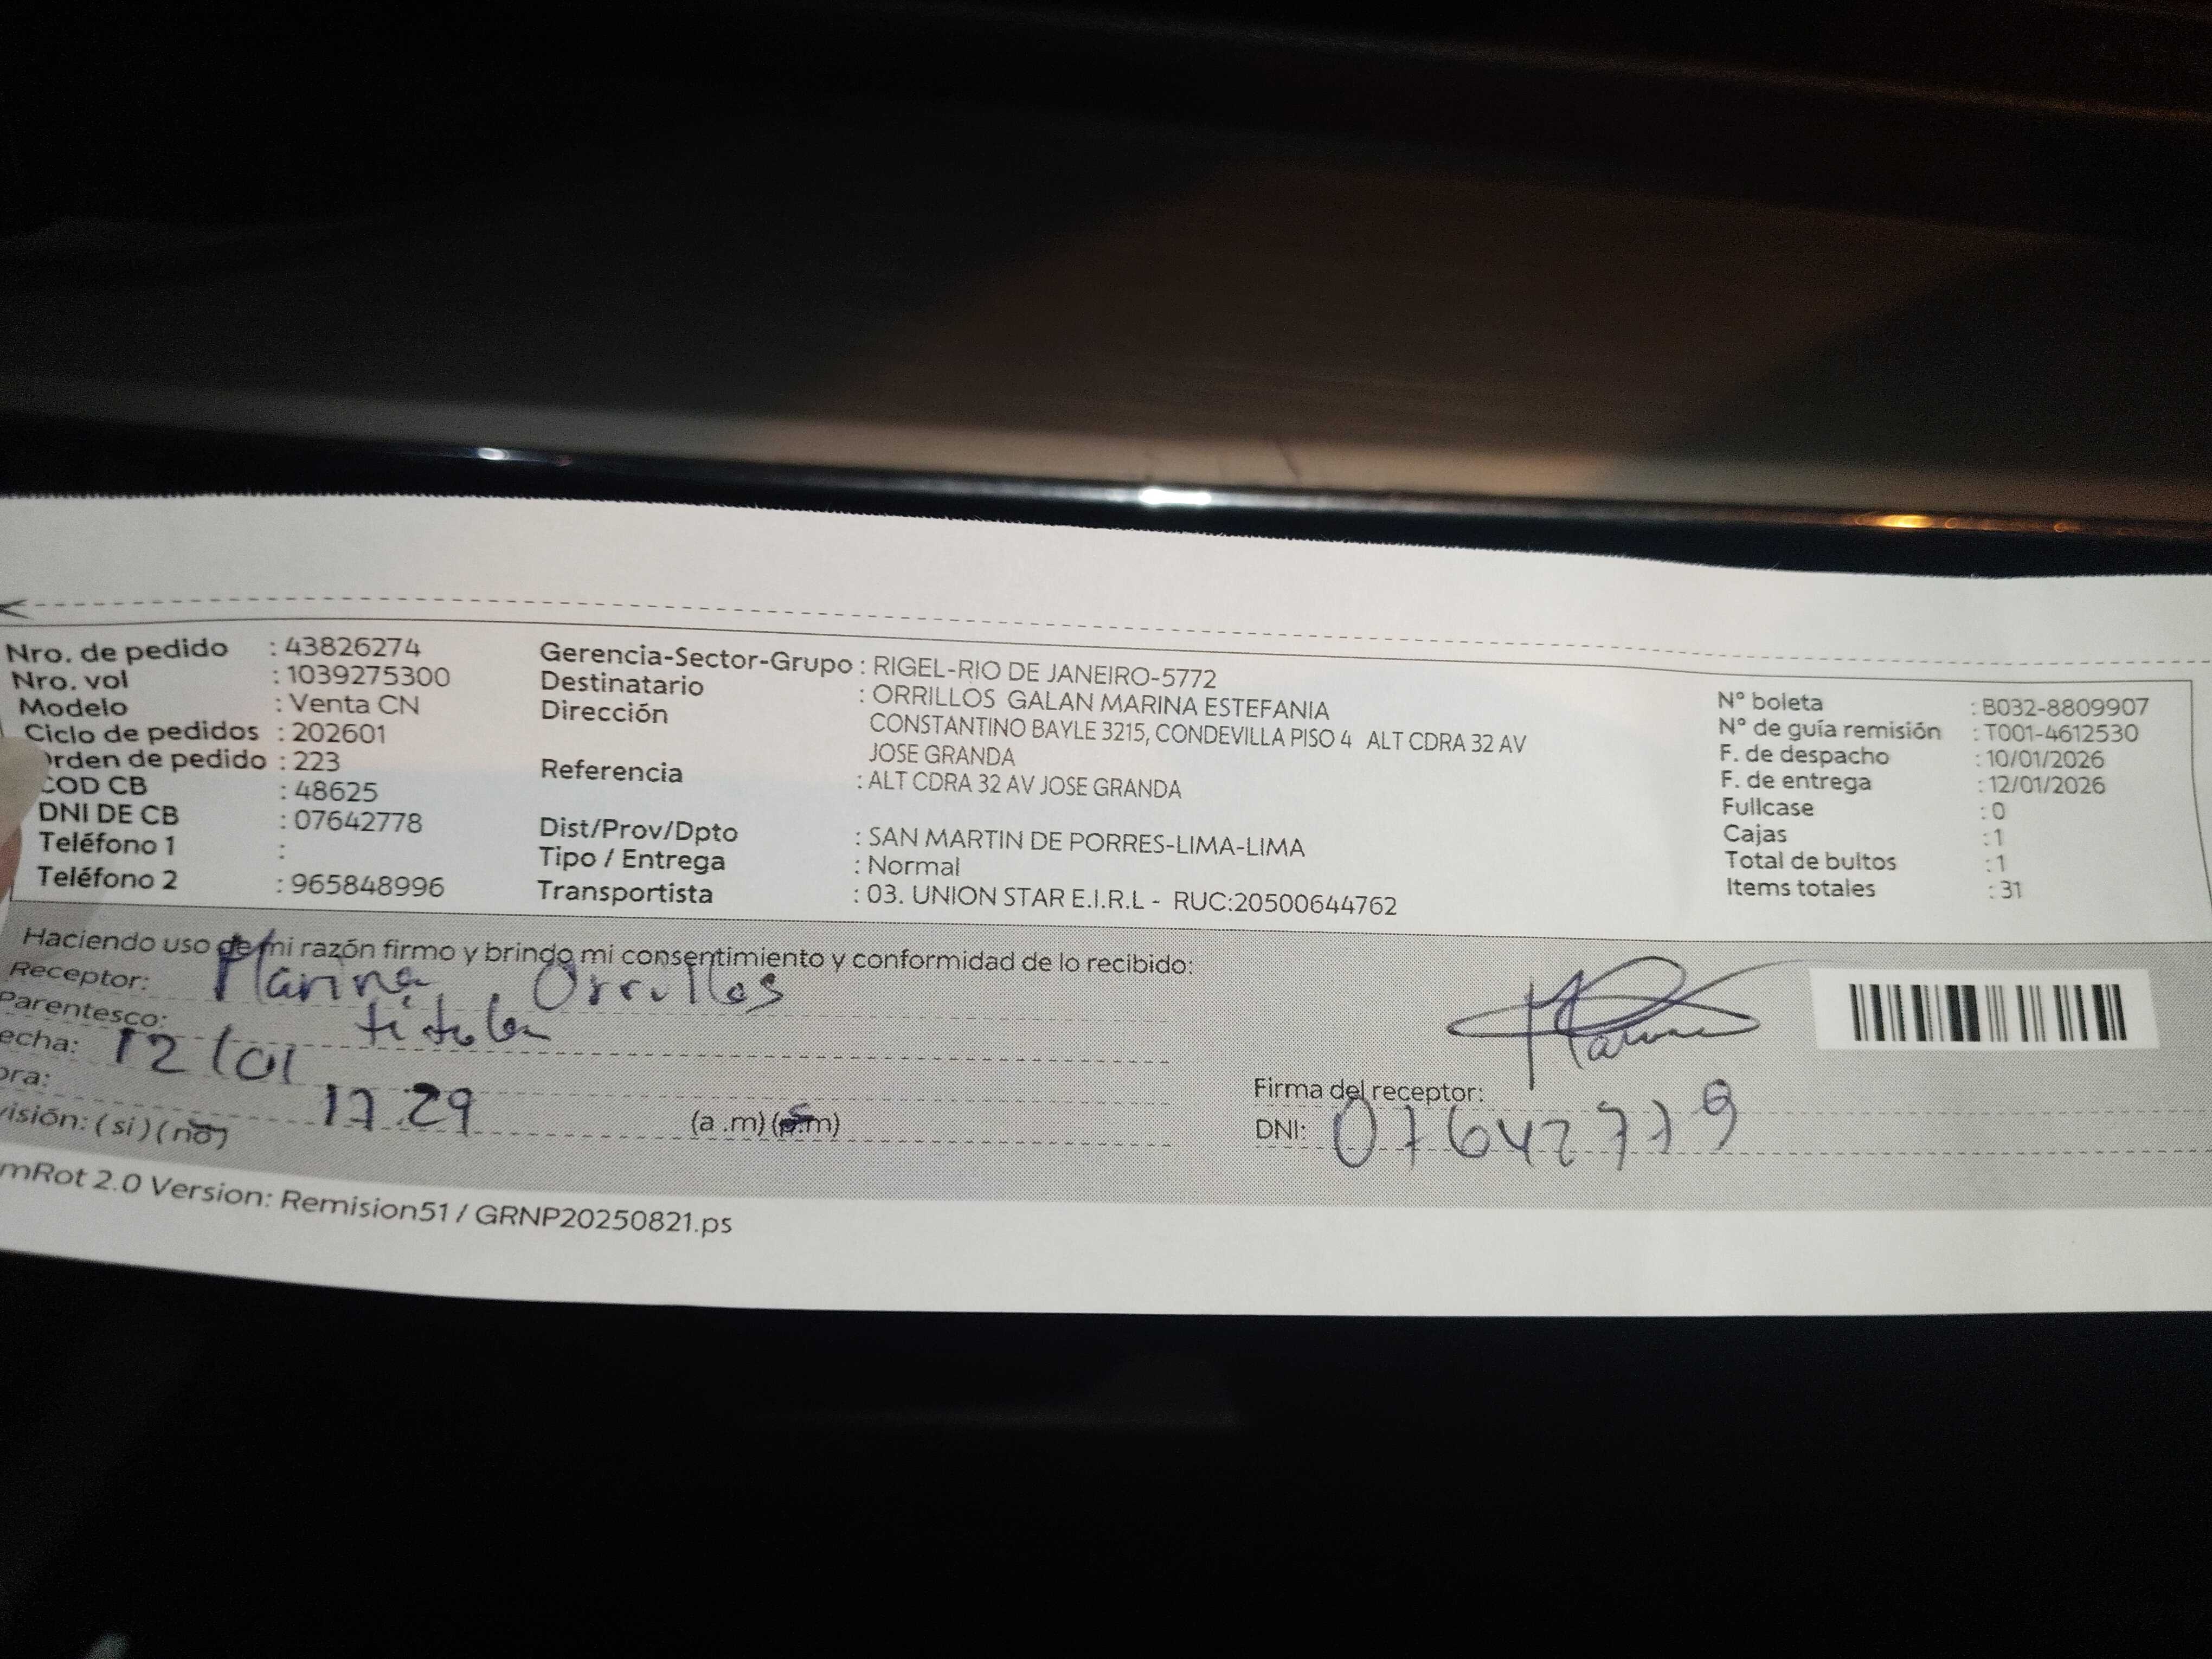 Nro. de pedido : 43826274
Nro. vol : 1039275300
Modelo : Venta CN
Ciclo de pedidos : 202601
Orden de pedido : 223
COD CB : 48625
DNI DE CB : 07642778
Teléfono 1 :
Teléfono 2 : 965848996
Gerencia-Sector-Grupo : RIGEL-RIO DE JANEIRO-5772
Destinatario : ORRILLOS GALAN MARINA ESTEFANIA
Dirección CONSTANTINO BAYLE 3215, CONDEVILLA PISO 4 ALT CDRA 32 AV
JOSE GRANDA
Referencia : ALT CDRA 32 AV JOSE GRANDA
Dist/Prov/Dpto : SAN MARTIN DE PORRES-LIMA-LIMA
Tipo / Entrega : Normal
Transportista : 03. UNION STAR E.I.R.L - RUC:20500644762
N° boleta : B032-8809907
N° de guía remisión : T001-4612530
F. de despacho : 10/01/2026
F. de entrega : 12/01/2026
Fullcase : 0
Cajas : 1
Total de bultos : 1
Items totales : 31
Haciendo uso de mi razón firmo y brindo mi consentimiento y conformidad de lo recibido:
Receptor: Marina Orrillos
Parentesco: titular
echa: 12/01
ora: 17.29 (a .m) (p.m)
visión: (si) (no)
Firma del receptor:
DNI: 07642779
mRot 2.0 Version: Remision51 / GRNP20250821.ps